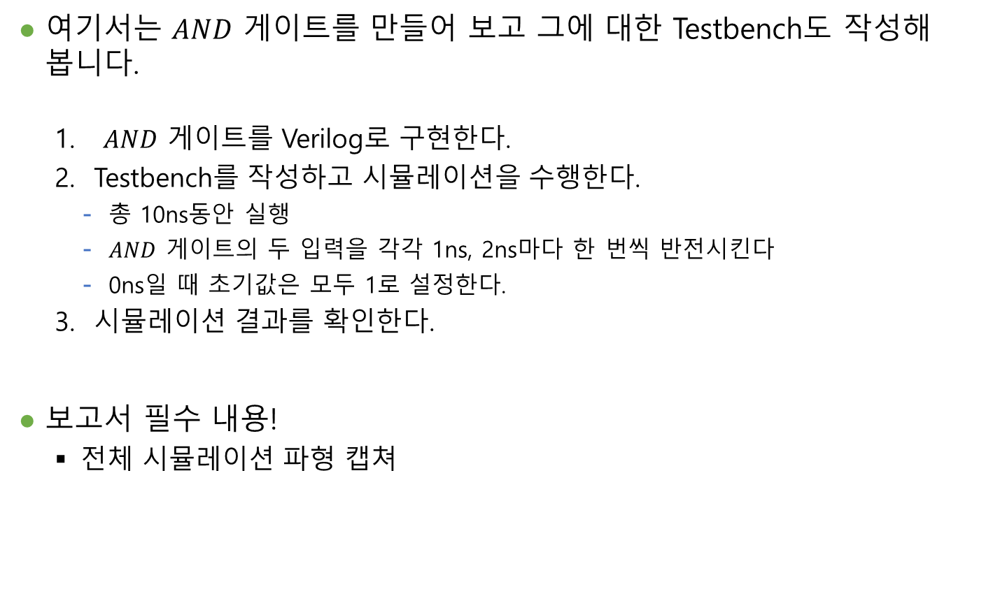 ● 여기서는 AND 게이트를 만들어 보고 그에 대한 Testbench도 작성해
봅니다.
1. AND 게이트를 Verilog로 구현한다.
2. Testbench를 작성하고 시뮬레이션을 수행한다.
- 총 10ns동안 실행
- AND 게이트의 두 입력을 각각 1ns, 2ns마다 한 번씩 반전시킨다
- 0ns일 때 초기값은 모두 1로 설정한다.
3. 시뮬레이션 결과를 확인한다.
● 보고서 필수 내용!
▪ 전체 시뮬레이션 파형 캡쳐